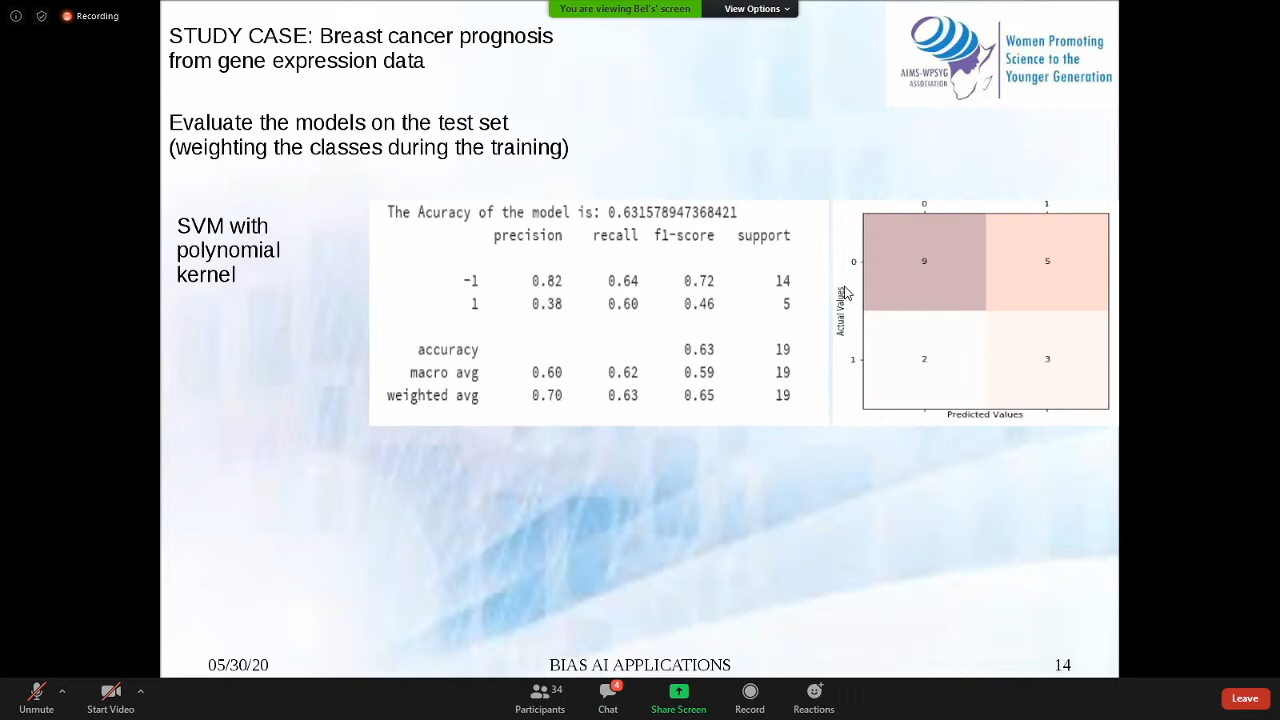 Recording
You are viewing Bel's' screen
View Options
STUDY CASE: Breast cancer prognosis
from gene expression data
AIMS-WPSYG
ASSOCIATION
Women Promoting
Science to the
Younger Generation
Evaluate the models on the test set
(weighting the classes during the training)
SVM with
polynomial
kernel
The Acuracy of the model is: 0.631578947368421
precision recall f1-score support
-1 0.82 0.64 0.72 14
1 0.38 0.60 0.46 5
accuracy 0.63 19
macro avg 0.60 0.62 0.59 19
weighted avg 0.70 0.63 0.65 19
0 1
0 9 5
Actual Values
1 2 3
Predicted Values
05/30/20 BIAS AI APPLICATIONS 14
Unmute
Start Video
34
Participants
4
Chat
Share Screen
Record
Reactions
Leave